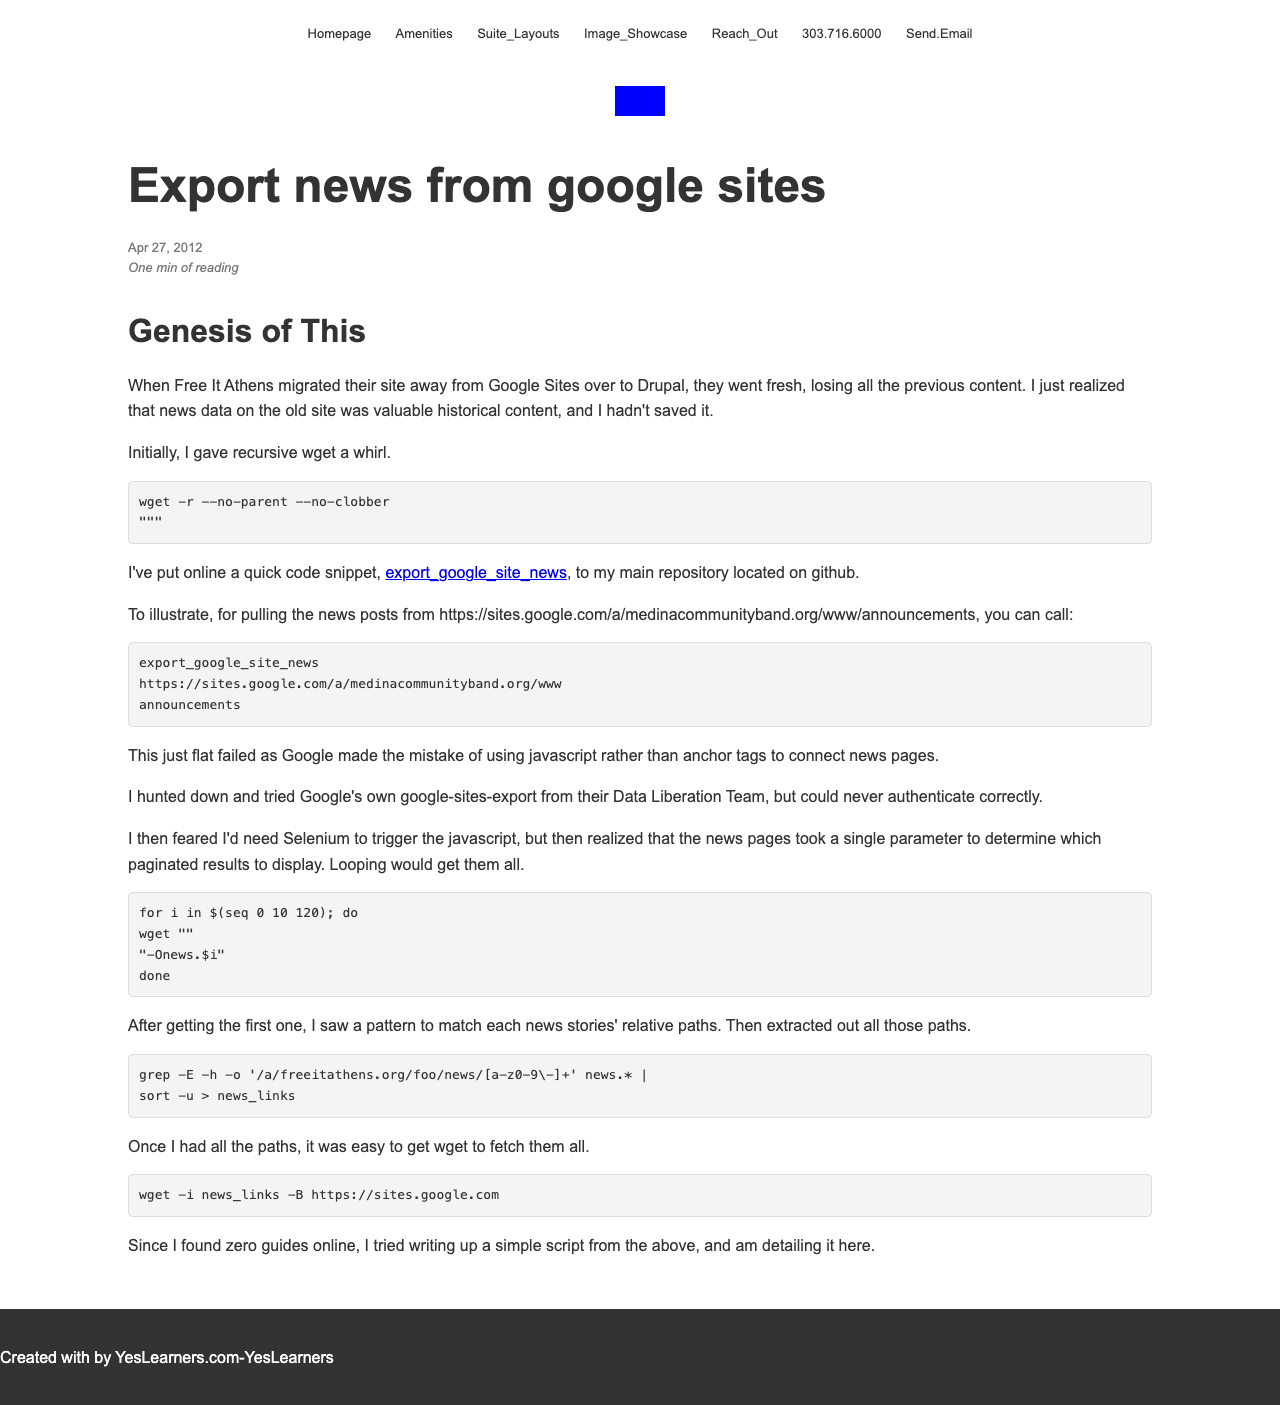 Homepage Amenities Suite_Layouts Image_Showcase Reach_Out 303.716.6000 Send.Email
Export news from google sites
Apr 27, 2012
One min of reading
Genesis of This
When Free It Athens migrated their site away from Google Sites over to Drupal, they went fresh, losing all the previous content. I just realized
that news data on the old site was valuable historical content, and I hadn't saved it.
Initially, I gave recursive wget a whirl.
wget -r --no-parent --no-clobber
"""
I've put online a quick code snippet, export_google_site_news, to my main repository located on github.
To illustrate, for pulling the news posts from https://sites.google.com/a/medinacommunityband.org/www/announcements, you can call:
export_google_site_news
https://sites.google.com/a/medinacommunityband.org/www
announcements
This just flat failed as Google made the mistake of using javascript rather than anchor tags to connect news pages.
I hunted down and tried Google's own google-sites-export from their Data Liberation Team, but could never authenticate correctly.
I then feared I'd need Selenium to trigger the javascript, but then realized that the news pages took a single parameter to determine which
paginated results to display. Looping would get them all.
for i in $(seq 0 10 120); do
wget ""
"-Onews.$i"
done
After getting the first one, I saw a pattern to match each news stories' relative paths. Then extracted out all those paths.
grep -E -h -o '/a/freeitathens.org/foo/news/[a-z0-9\-]+' news.* |
sort -u > news_links
Once I had all the paths, it was easy to get wget to fetch them all.
wget -i news_links -B https://sites.google.com
Since I found zero guides online, I tried writing up a simple script from the above, and am detailing it here.
Created with by YesLearners.com-YesLearners